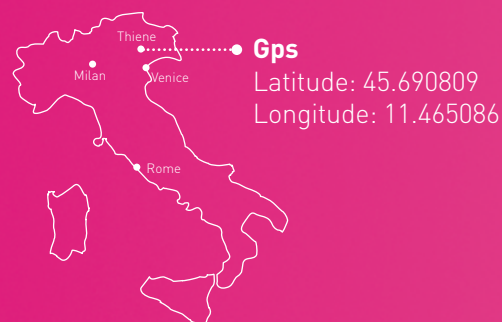 Thiene
Milan
Venice
Rome
Gps
Latitude: 45.690809
Longitude: 11.465086